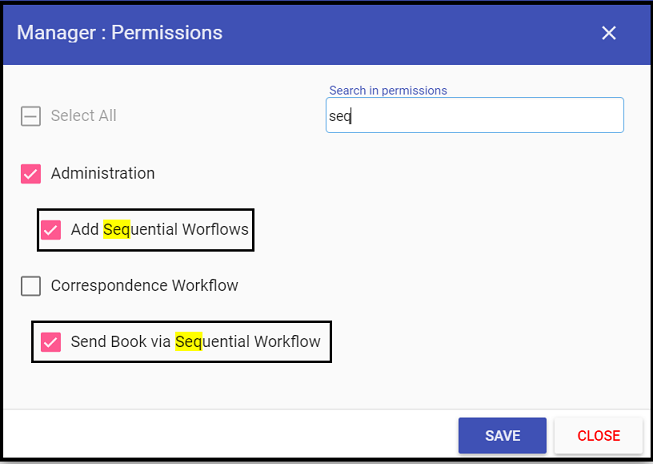 Manager : Permissions
Search in permissions
Select All
seq
Administration
Add Sequential Worflows
Correspondence Workflow
Send Book via Sequential Workflow
SAVE
CLOSE